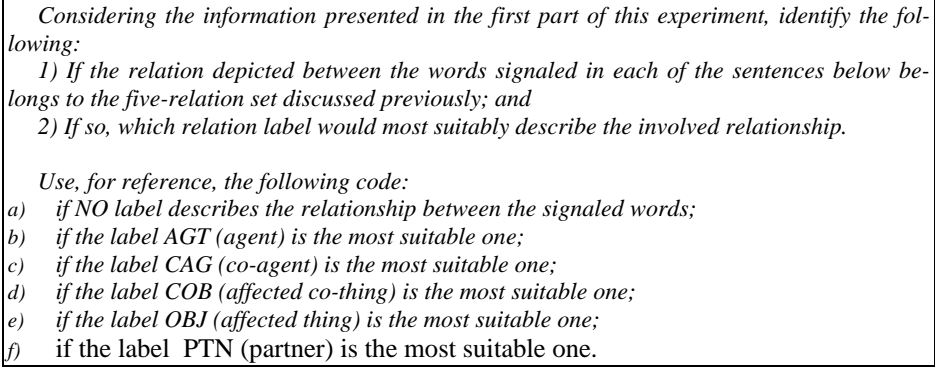 Considering the information presented in the first part of this experiment, identify the fol-
lowing:
1) If the relation depicted between the words signaled in each of the sentences below be-
longs to the five-relation set discussed previously; and
2) If so, which relation label would most suitably describe the involved relationship.
Use, for reference, the following code:
a) if NO label describes the relationship between the signaled words;
b) if the label AGT (agent) is the most suitable one;
c) if the label CAG (co-agent) is the most suitable one;
d) if the label COB (affected co-thing) is the most suitable one;
e) if the label OBJ (affected thing) is the most suitable one;
f) if the label PTN (partner) is the most suitable one.